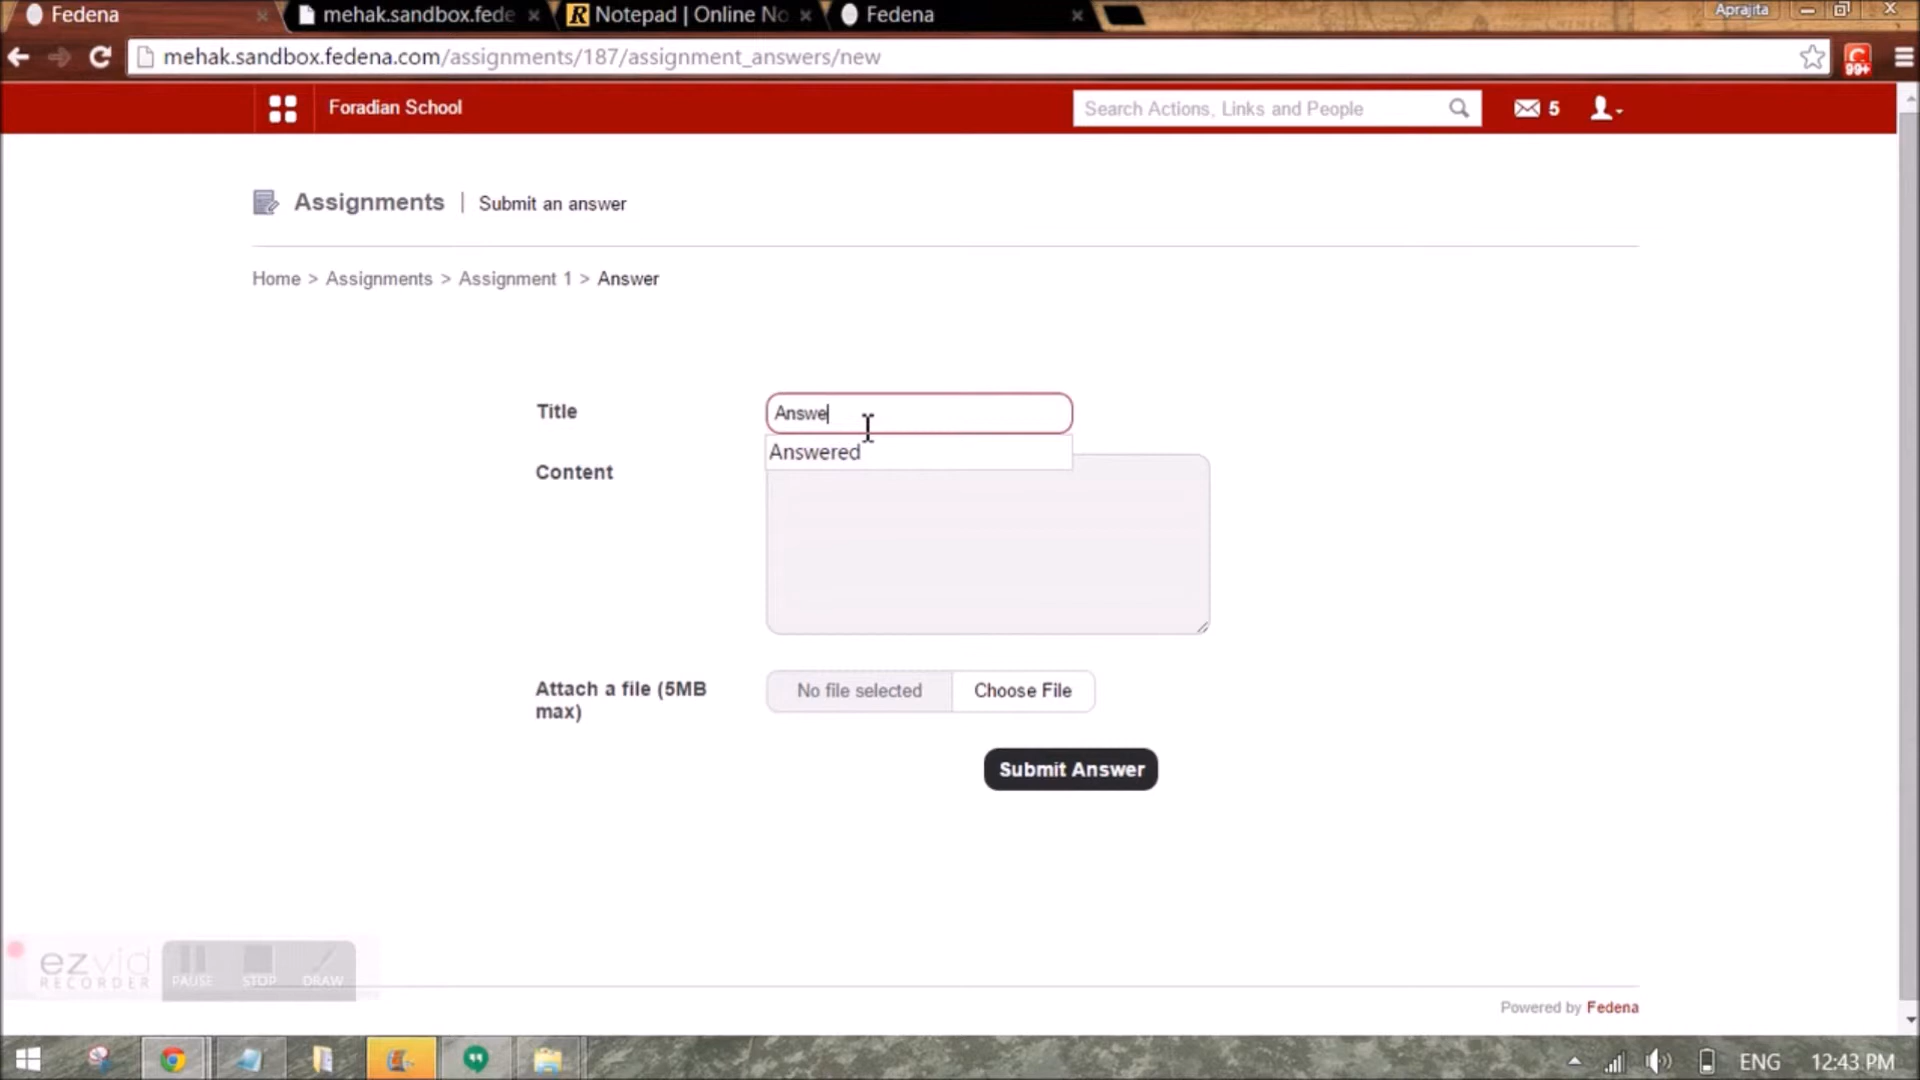 Fedena
mehak.sandbox.fede
Notepad | Online No
Fedena
Aprajita
mehak.sandbox.fedena.com/assignments/187/assignment_answers/new
99+
Foradian School
Search Actions, Links and People
5
Assignments | Submit an answer
Home > Assignments > Assignment 1 > Answer
Title
Answe
Answered
Content
Attach a file (5MB
max)
No file selected
Choose File
Submit Answer
ezvid
RECORDER
PAUSE
STOP
DRAW
Powered by Fedena
ENG
12:43 PM